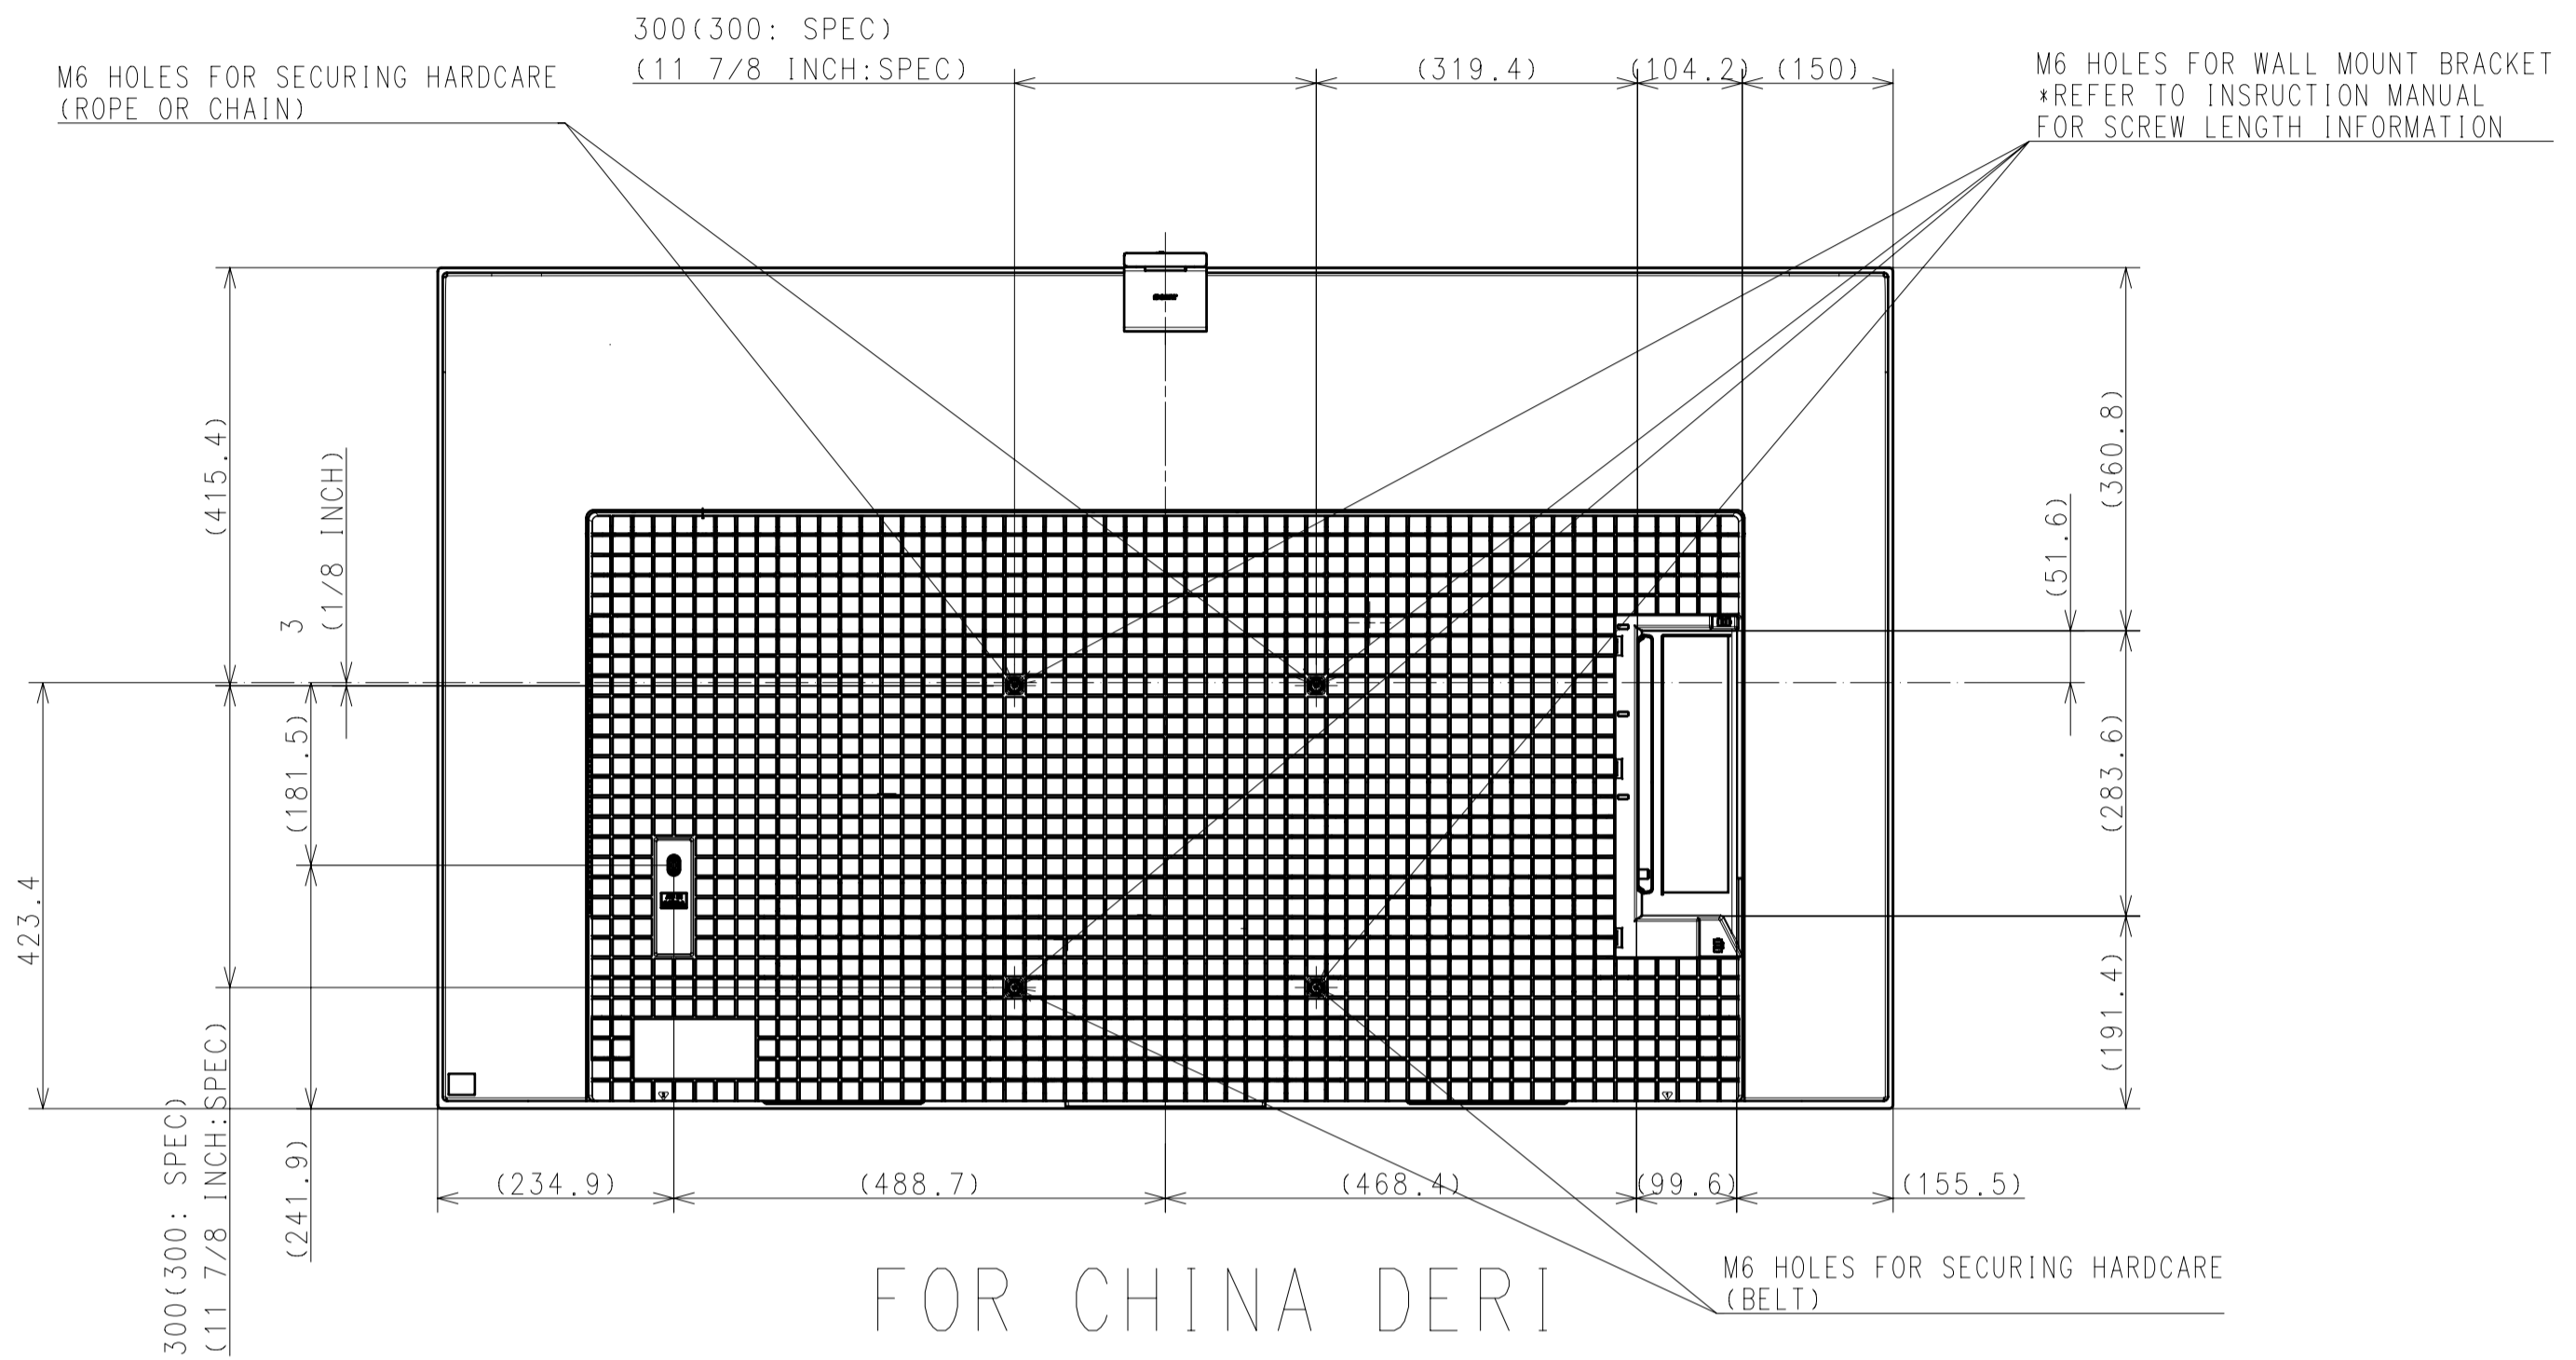 300(300: SPEC)
(11 7/8 INCH:SPEC)
(319.4)
(104.2)
(150)
M6 HOLES FOR SECURING HARDCARE
(ROPE OR CHAIN)
M6 HOLES FOR WALL MOUNT BRACKET
*REFER TO INSRUCTION MANUAL
FOR SCREW LENGTH INFORMATION
(415.4)
3
(1/8 INCH)
(181.5)
423.4
300(300: SPEC)
(11 7/8 INCH:SPEC)
(241.9)
(360.8)
(51.6)
(283.6)
(191.4)
(234.9)
(488.7)
(468.4)
(99.6)
(155.5)
M6 HOLES FOR SECURING HARDCARE
(BELT)
FOR CHINA DERI